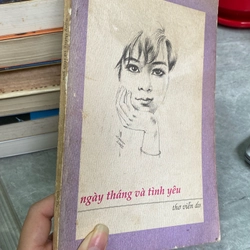 ngày tháng và tình yêu
thơ viễn du